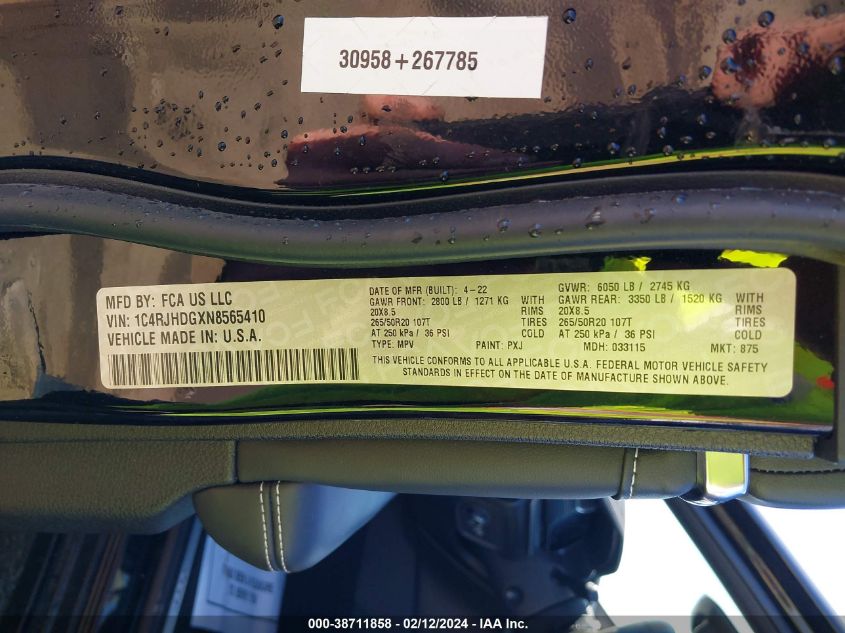 30958+267785
MFD BY: FCA US LLC
VIN: 1C4RJHDGXN8565410
VEHICLE MADE IN: U.S.A.
DATE OF MFR (BUILT): 4-22
GVWR: 6050 LB / 2745 KG
GAWR FRONT: 2800 LB / 1271 KG WITH
GAWR REAR: 3350 LB / 1520 KG WITH
20X8.5 RIMS
20X8.5 RIMS
265/50R20 107T
265/50R20 107T
AT 250 kPa / 36 PSI COLD
AT 250 kPa / 36 PSI COLD
TYPE: MPV PAINT: PXJ MDH: 033115 MKT: 875
THIS VEHICLE CONFORMS TO ALL APPLICABLE U.S.A. FEDERAL MOTOR VEHICLE SAFETY
STANDARDS IN EFFECT ON THE DATE OF MANUFACTURE SHOWN ABOVE.
000-38711858 - 02/12/2024 - IAA Inc.